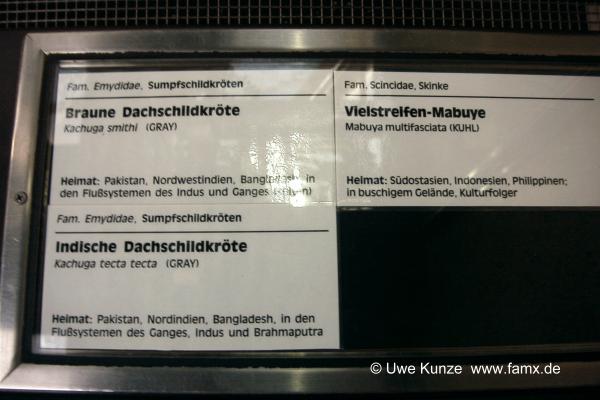 Fam. Emydidae, Sumpfschildkröten
Braune Dachschildkröte
Kachuga smithi (GRAY)
Heimat: Pakistan, Nordwestindien, Bangladesh, in
den Flußsystemen des Indus und Ganges
Fam. Emydidae, Sumpfschildkröten
Indische Dachschildkröte
Kachuga tecta tecta (GRAY)
Heimat: Pakistan, Nordindien, Bangladesh, in den
Flußsystemen des Ganges, Indus und Brahmaputra
Fam. Scincidae, Skinke
Vielstreifen-Mabuye
Mabuya multifasciata (KUHL)
Heimat: Südostasien, Indonesien, Philippinen;
in buschigem Gelände, Kulturfolger
© Uwe Kunze www.famx.de